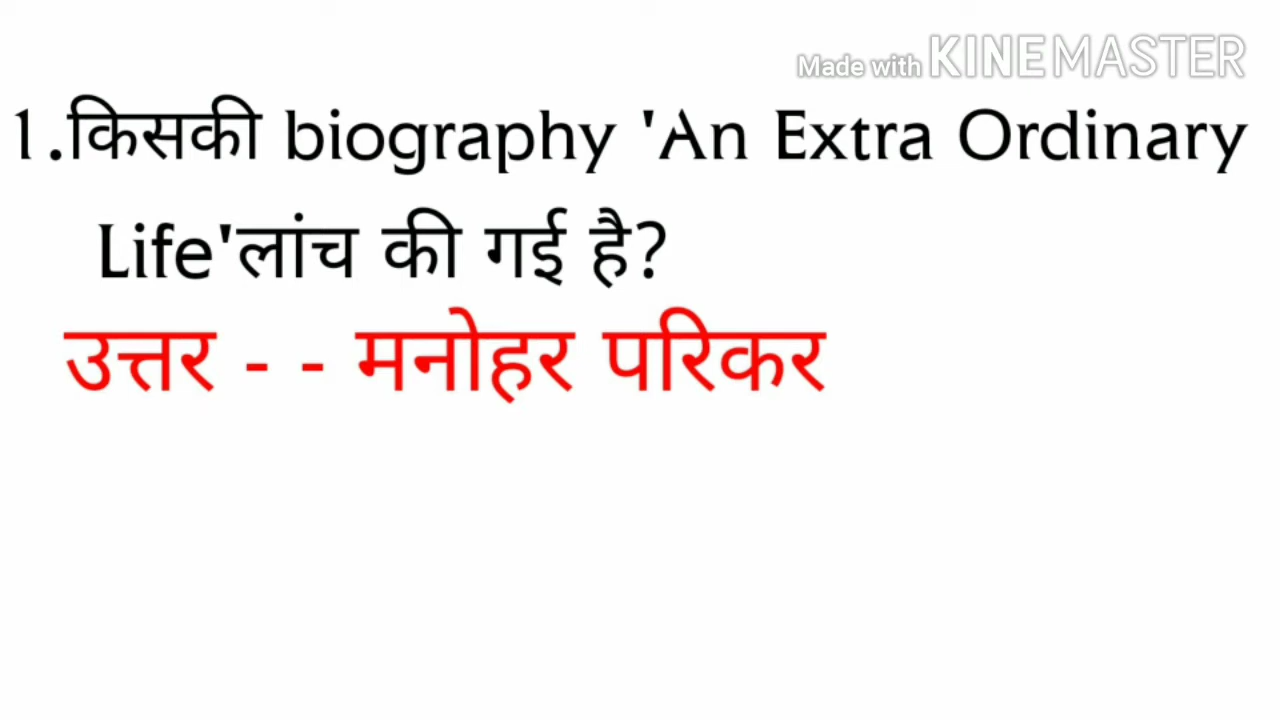 Made with KINEMASTER
1.किसकी biography 'An Extra Ordinary
Life'लांच की गई है?
उत्तर - - मनोहर परिकर